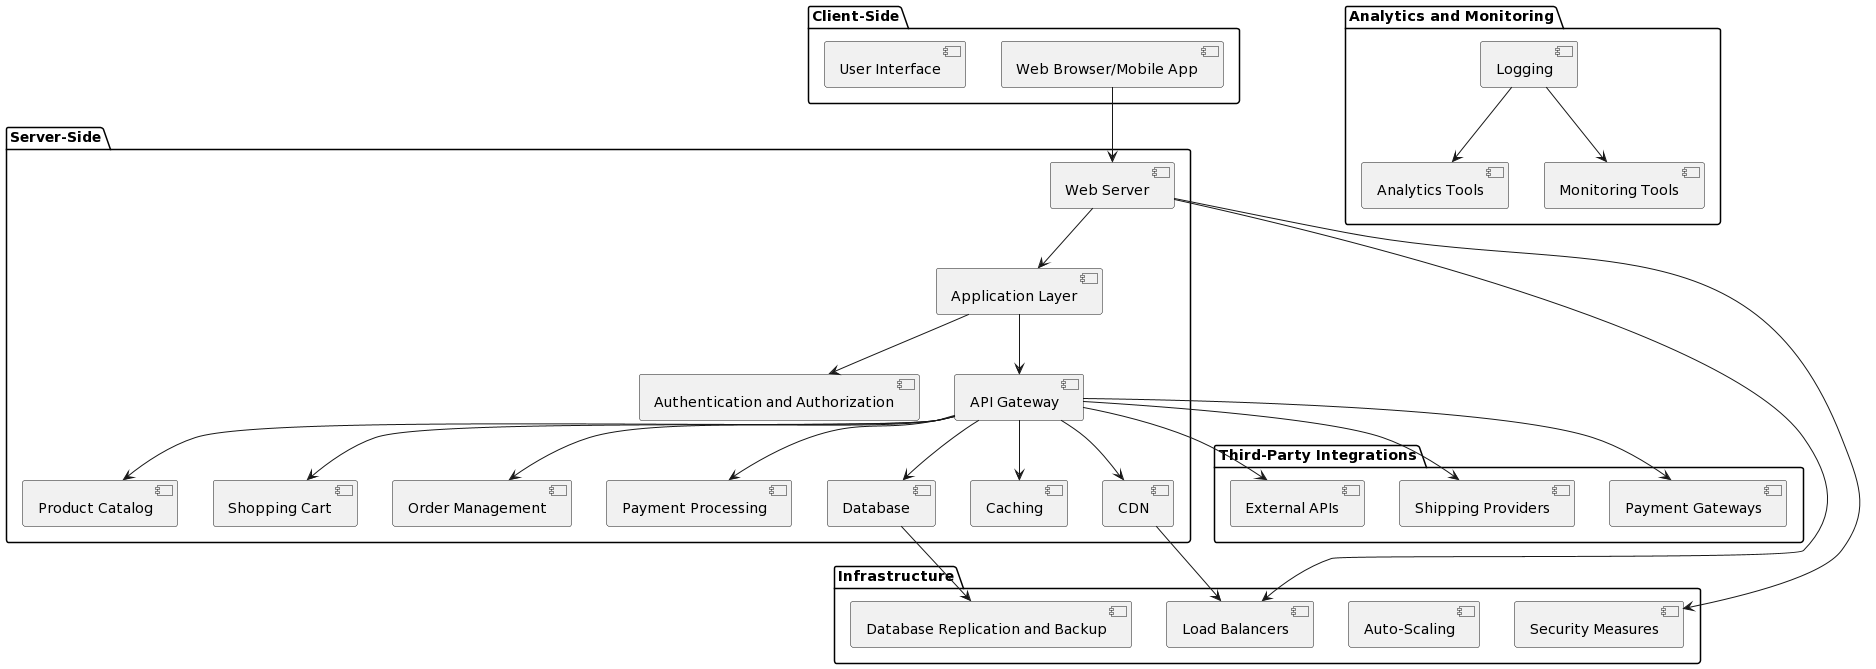 Client-Side
Analytics and Monitoring
User Interface
Web Browser/Mobile App
Logging
Server-Side
Web Server
Analytics Tools
Monitoring Tools
Application Layer
Authentication and Authorization
API Gateway
Third-Party Integrations
Product Catalog
Shopping Cart
Order Management
Payment Processing
Database
Caching
CDN
External APIs
Shipping Providers
Payment Gateways
Infrastructure
Database Replication and Backup
Load Balancers
Auto-Scaling
Security Measures